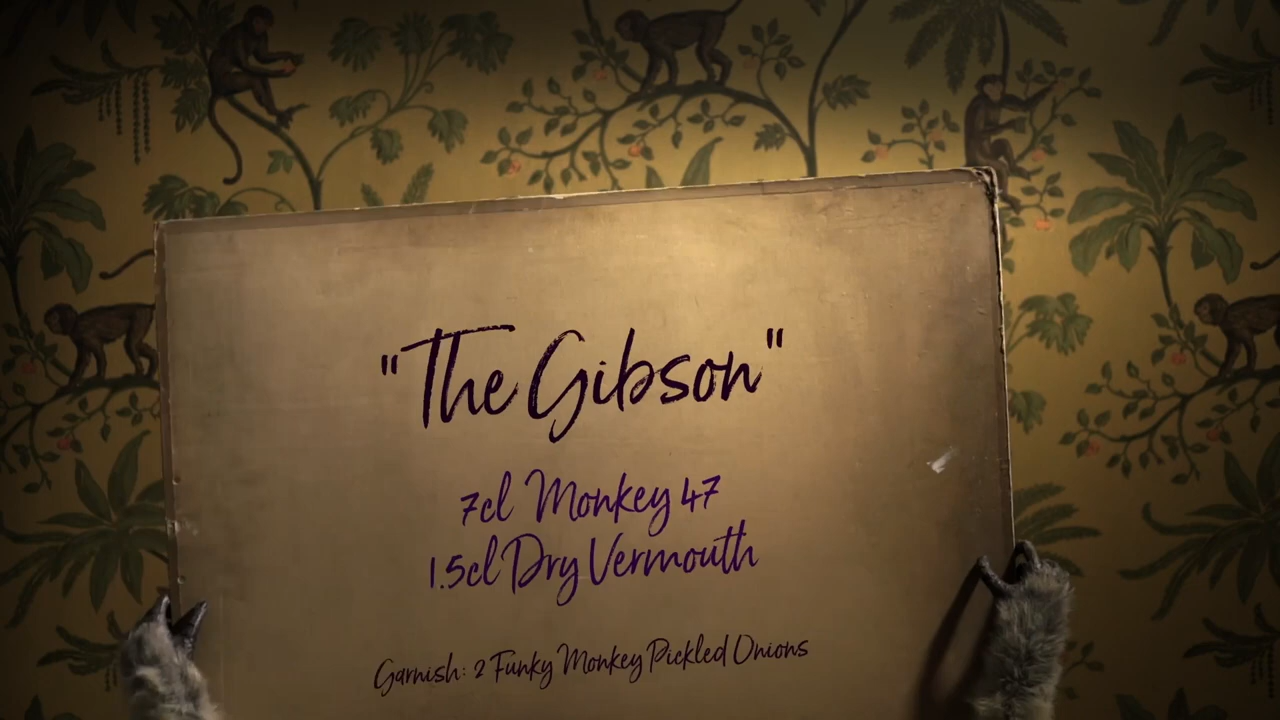 "The Gibson"
7cl Monkey 47
1.5cl Dry Vermouth
Garnish: 2 Funky Monkey Pickled Onions